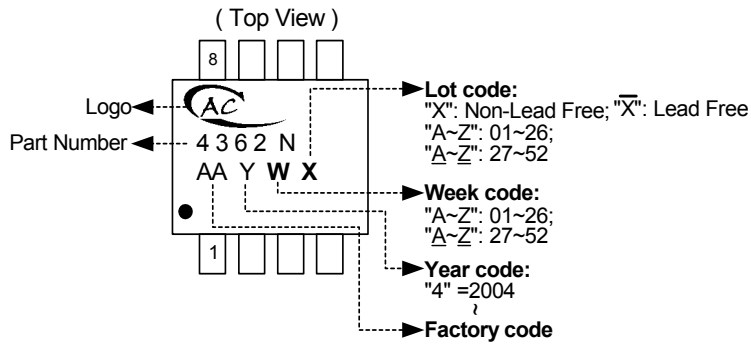 ( Top View )
8
Logo
AC
Part Number
4 3 6 2 N
AA Y W X
1
Lot code:
"X": Non-Lead Free; "X̅": Lead Free
"A~Z": 01~26;
"A̲~Z̲": 27~52
Week code:
"A~Z": 01~26;
"A̲~Z̲": 27~52
Year code:
"4" =2004
~
Factory code